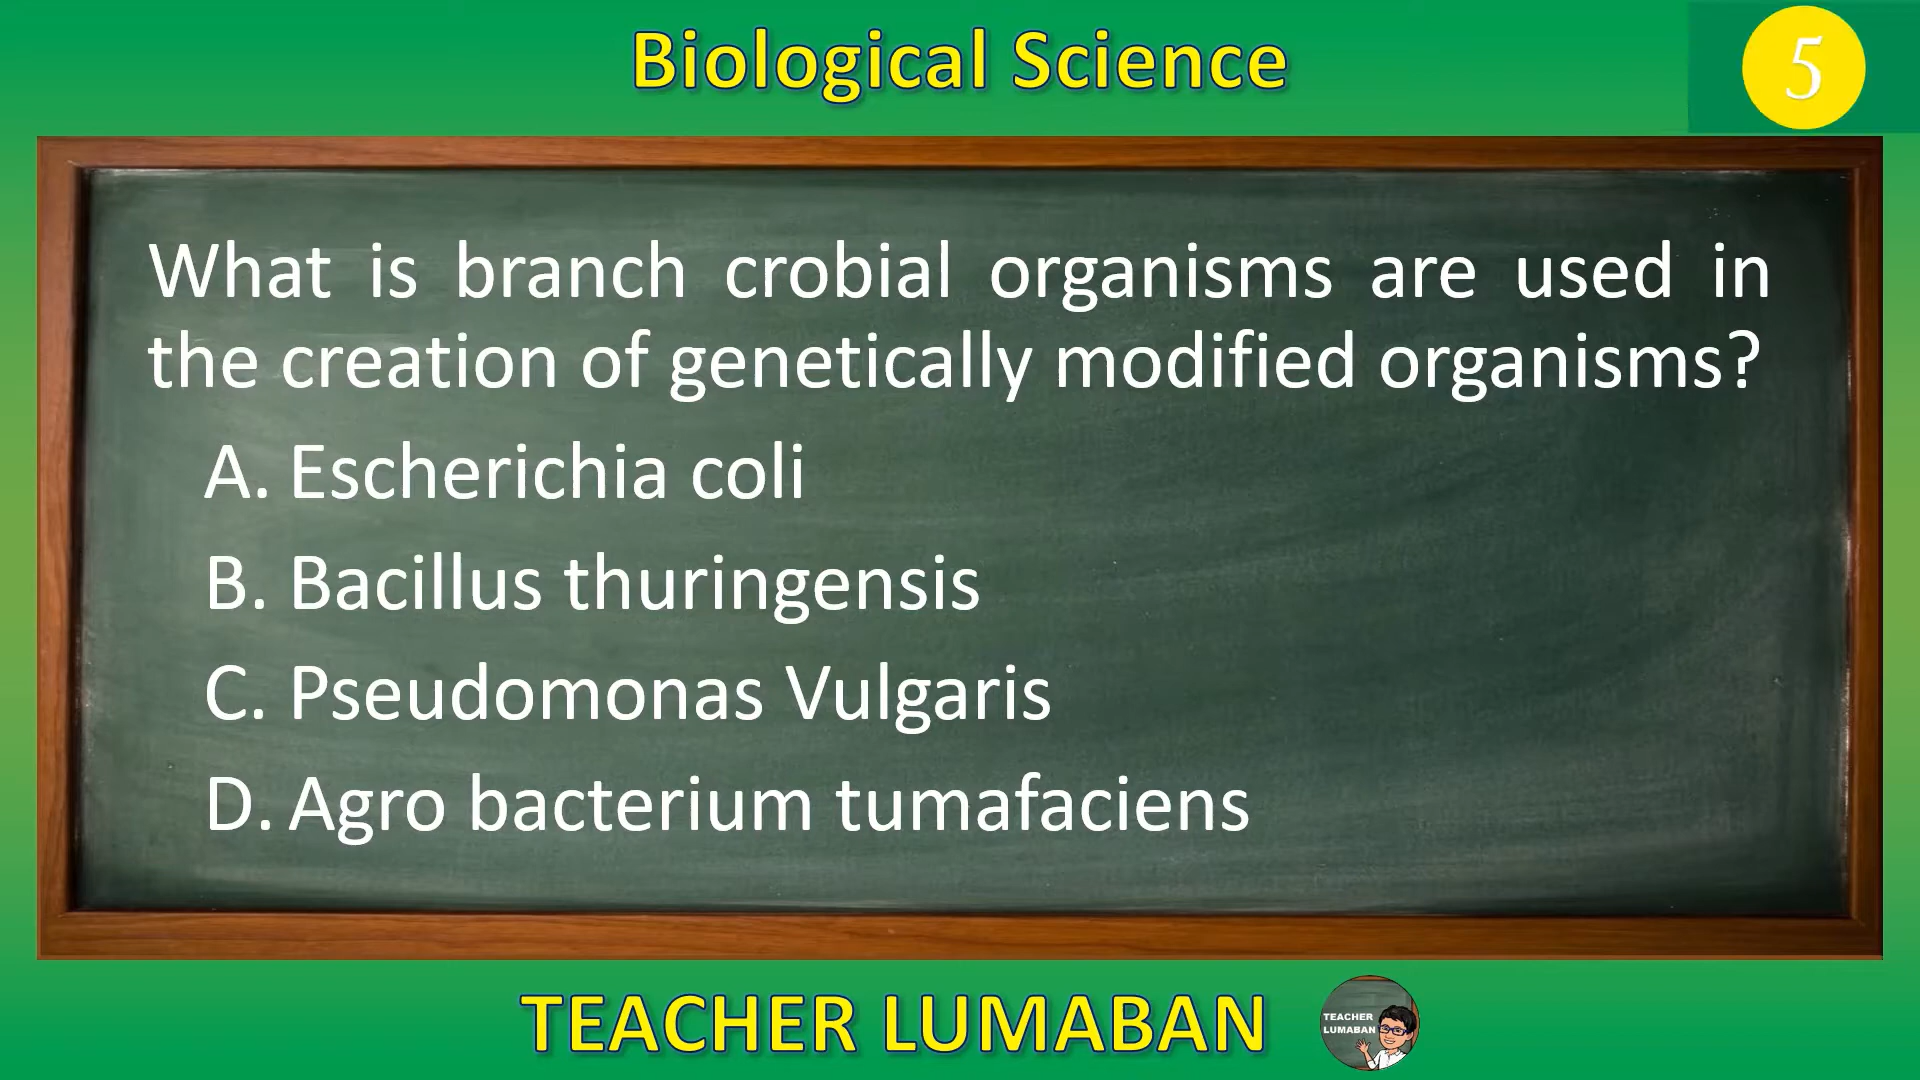 Biological Science
5
What is branch crobial organisms are used in
the creation of genetically modified organisms?
A. Escherichia coli
B. Bacillus thuringensis
C. Pseudomonas Vulgaris
D. Agro bacterium tumafaciens
TEACHER LUMABAN
TEACHER
LUMABAN